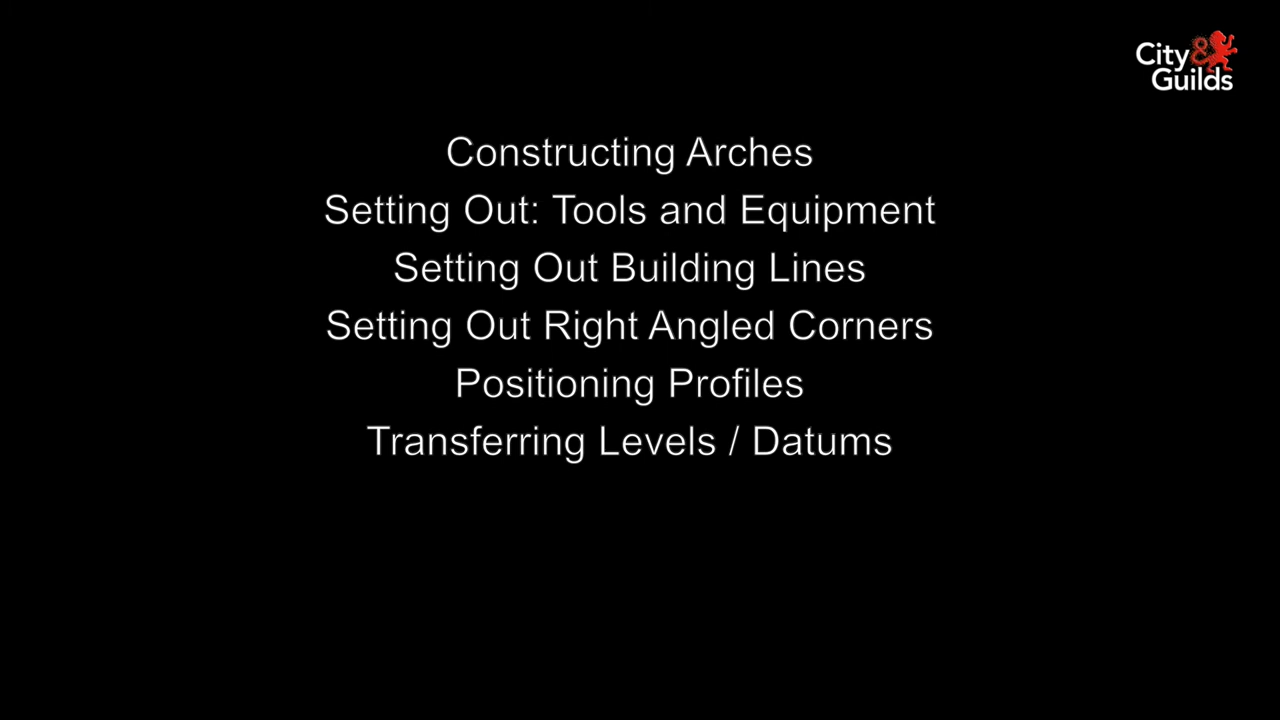 City &
Guilds
Constructing Arches
Setting Out: Tools and Equipment
Setting Out Building Lines
Setting Out Right Angled Corners
Positioning Profiles
Transferring Levels / Datums